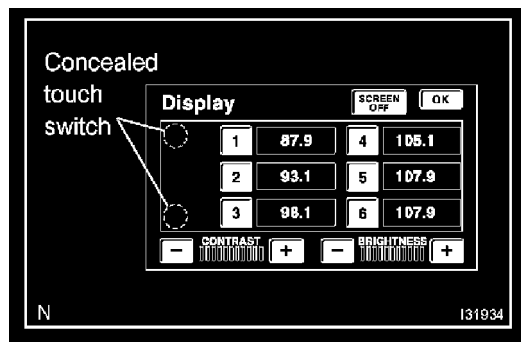 Concealed
touch
switch
Display
SCREEN
OFF
OK
1 87.9 4 105.1
2 93.1 5 107.9
3 98.1 6 107.9
− CONTRAST + − BRIGHTNESS +
N
I31934